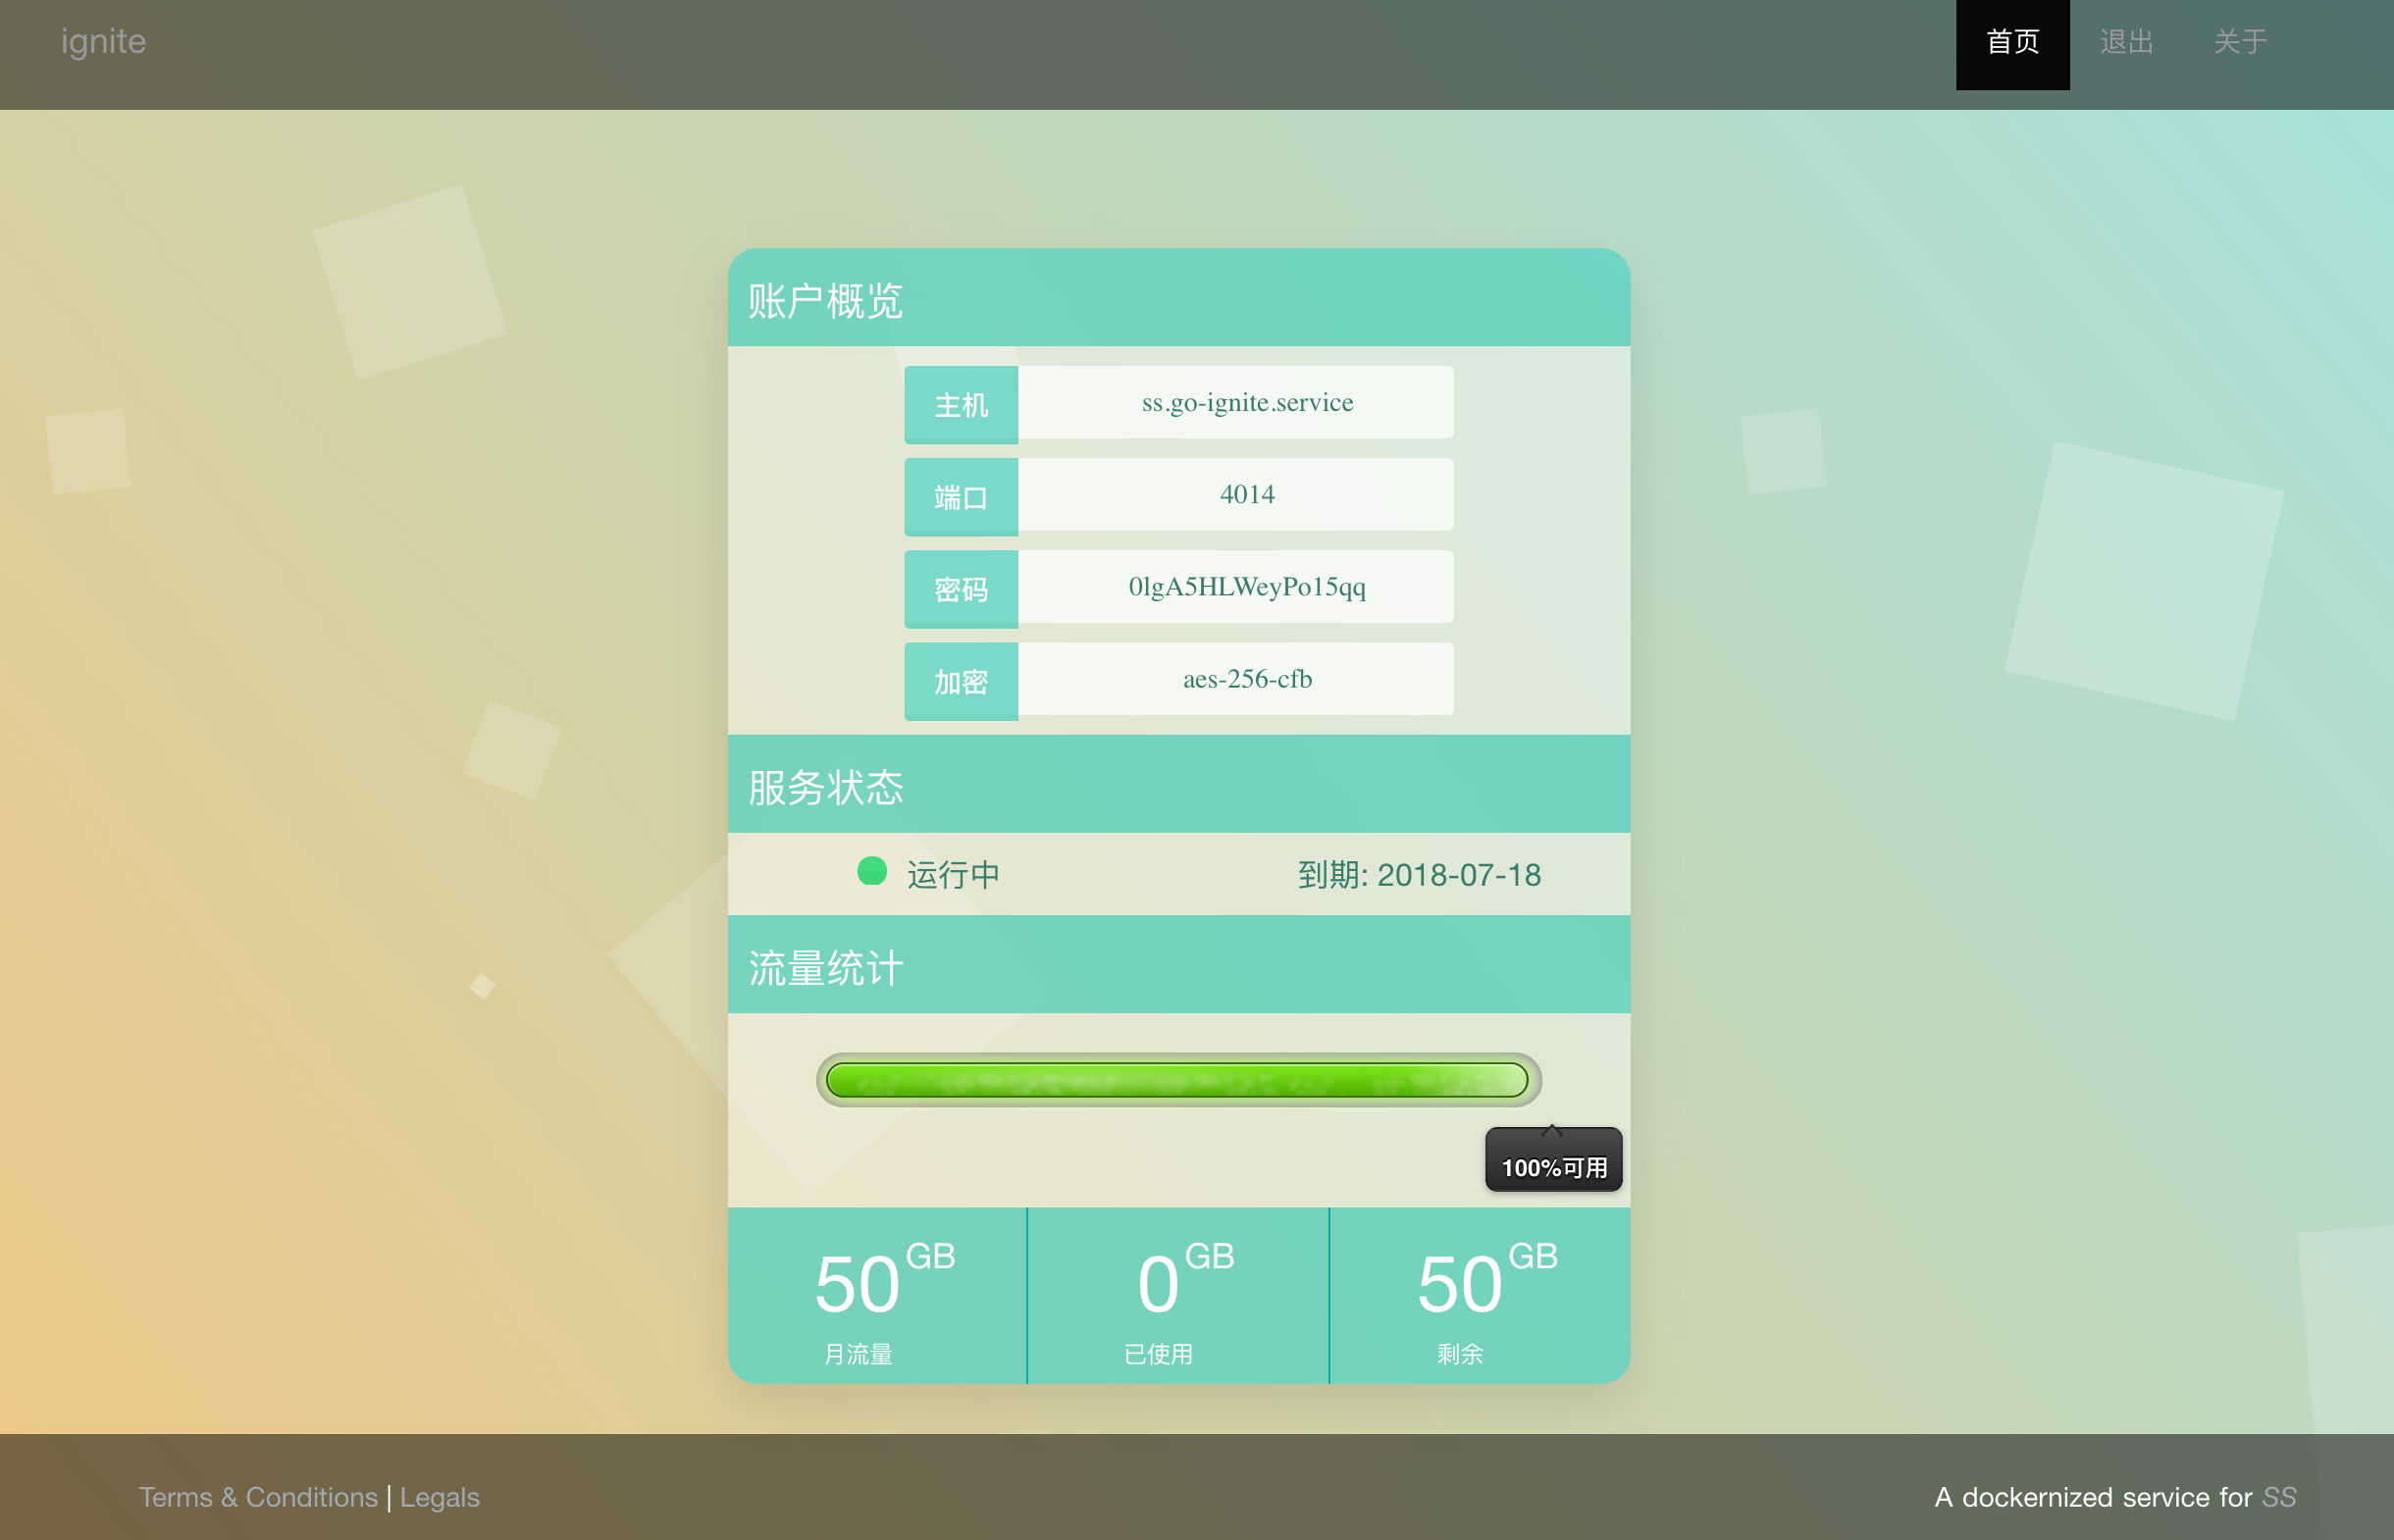 ignite 首页 退出 关于
账户概览
主机 ss.go-ignite.service
端口 4014
密码 0lgA5HLWeyPo15qq
加密 aes-256-cfb
服务状态
运行中 到期: 2018-07-18
流量统计
100%可用
50 GB 0 GB 50 GB
月流量 已使用 剩余
Terms & Conditions | Legals A dockernized service for SS